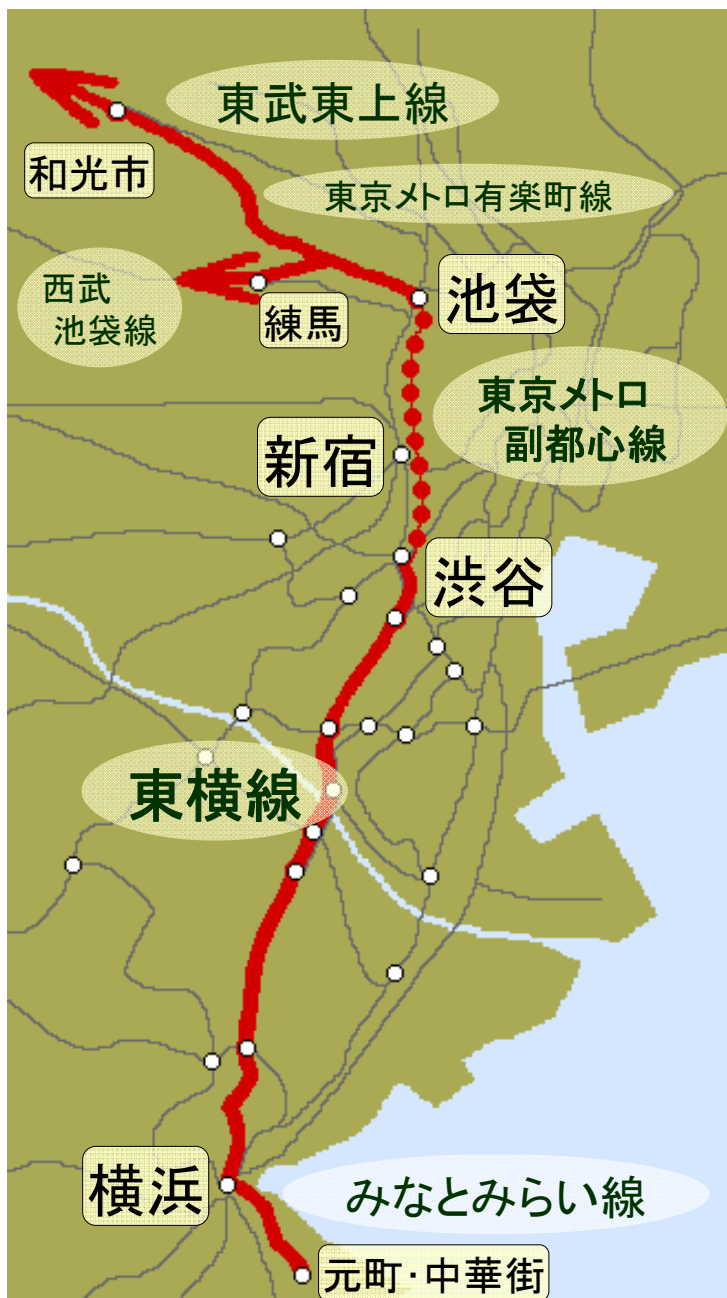 東武東上線
和光市
東京メトロ有楽町線
西武
池袋線
練馬
池袋
東京メトロ
副都心線
新宿
渋谷
東横線
横浜
みなとみらい線
元町・中華街